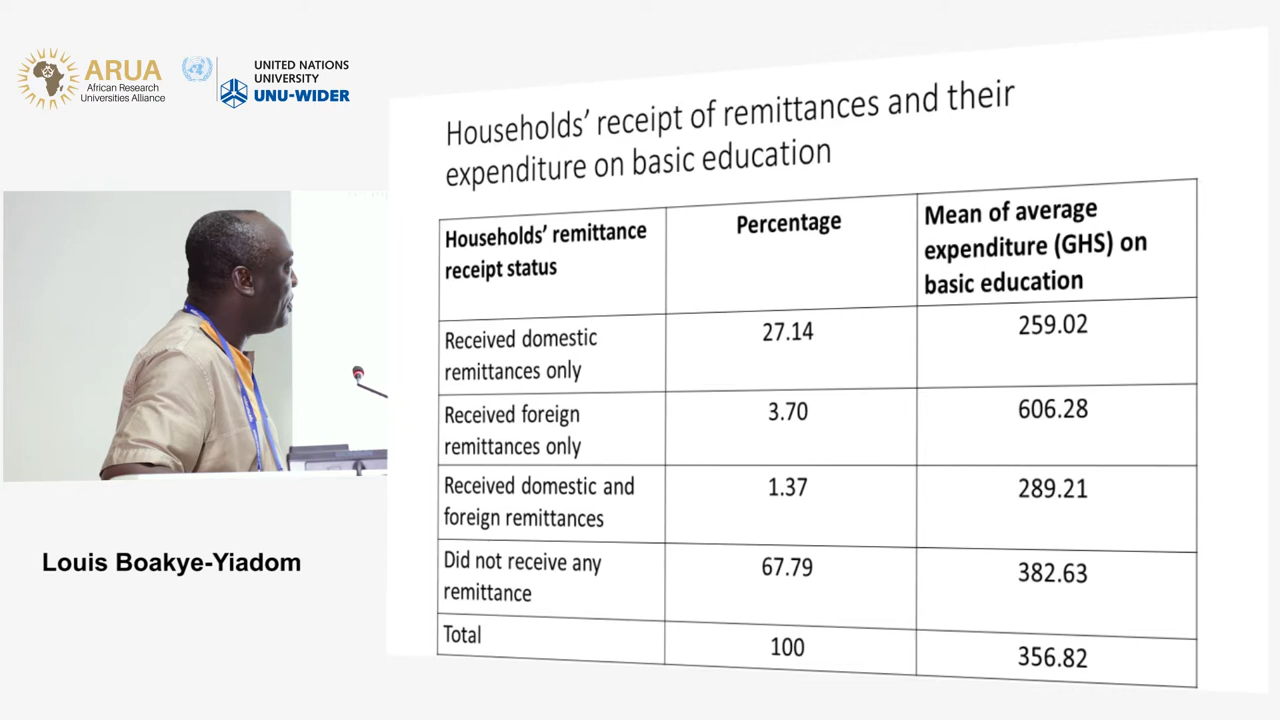 ARUA
African Research
Universities Alliance
UNITED NATIONS
UNIVERSITY
UNU-WIDER
Households’ receipt of remittances and their
expenditure on basic education
Households’ remittance
receipt status
Percentage
Mean of average
expenditure (GHS) on
basic education
Received domestic
remittances only
27.14
259.02
Received foreign
remittances only
3.70
606.28
Received domestic and
foreign remittances
1.37
289.21
Did not receive any
remittance
67.79
382.63
Total
100
356.82
Louis Boakye-Yiadom